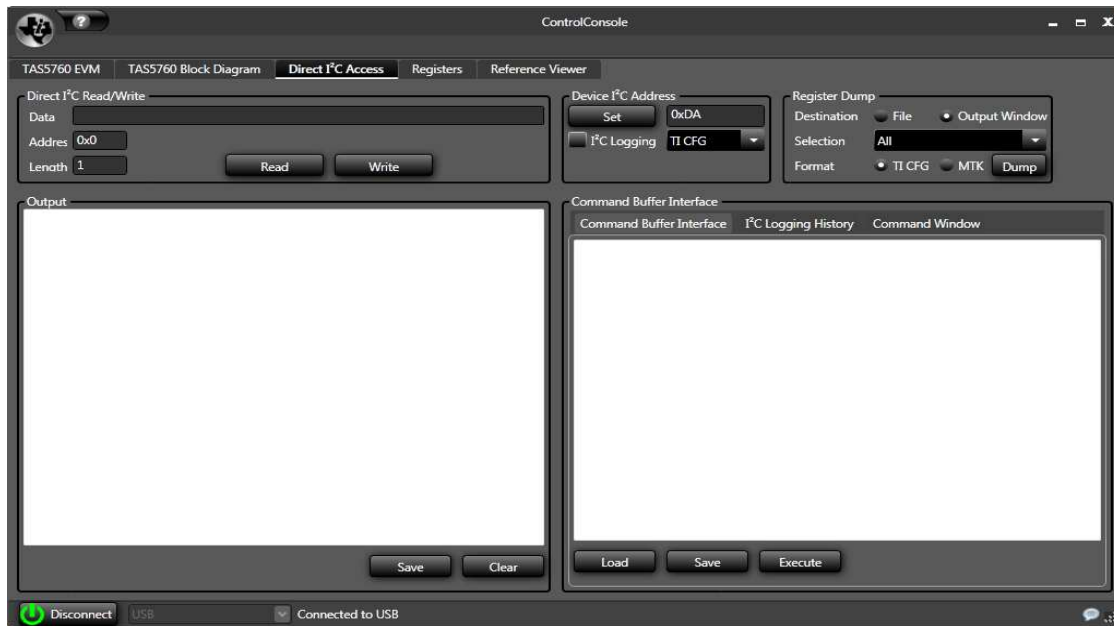 ControlConsole
?
TAS5760 EVM TAS5760 Block Diagram Direct I²C Access Registers Reference Viewer
Direct I²C Read/Write
Data
Addres 0x0
Length 1
Read Write
Device I²C Address
Set 0xDA
I²C Logging TI CFG
Register Dump
Destination File Output Window
Selection All
Format TI CFG MTK Dump
Output
Save Clear
Command Buffer Interface
Command Buffer Interface I²C Logging History Command Window
Load Save Execute
Disconnect USB Connected to USB